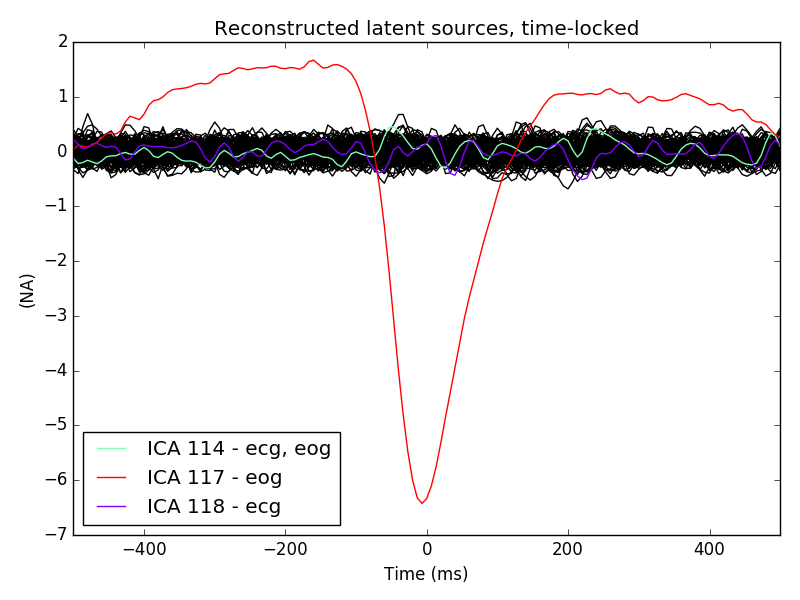 Reconstructed latent sources, time-locked
2
1
0
−1
−2
−3
−4
−5
−6
−7
(NA)
ICA 114 - ecg, eog
ICA 117 - eog
ICA 118 - ecg
−400
−200
0
200
400
Time (ms)